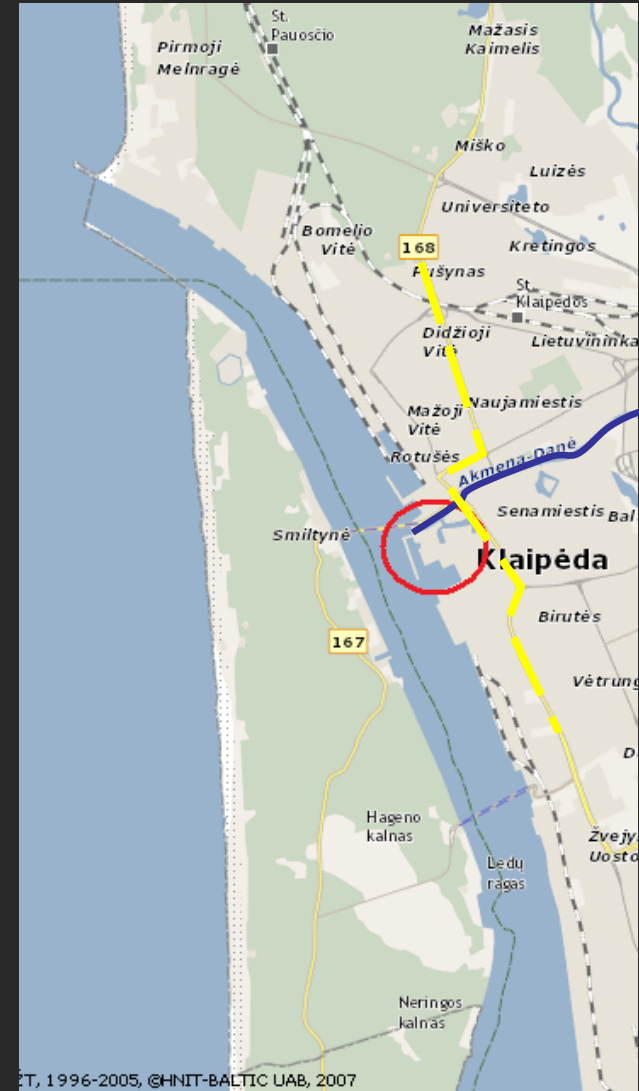 St.
Pauosčio
Mažasis
Kaimelis
Pirmoji
Melnragė
Miško
Luizės
Universiteto
Bomelio
Vitė
168
Kretingos
Pušynas
St.
Klaipėdos
Didžioji
Vitė
Lietuvininka
Naujamiestis
Mažoji
Vitė
Rotušės
Akmena-Danė
Senamiestis
Bal
Smiltynė
Klaipėda
Birutės
167
Vėtrung
D
Hageno
kalnas
Žvejy
Uosto
Ledų
ragas
Neringos
kalnas
ŽT, 1996-2005, ©HNIT-BALTIC UAB, 2007